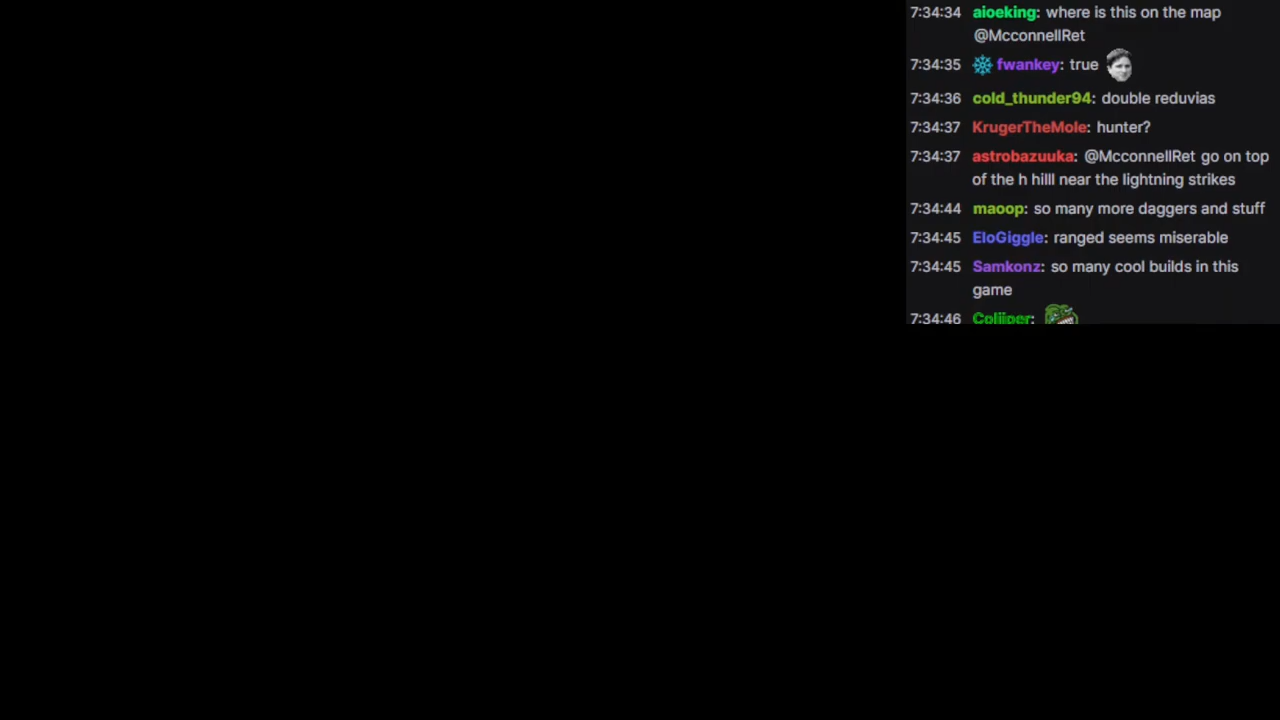 7:34:34 aioeking: where is this on the map
@McconnellRet
7:34:35 fwankey: true
7:34:36 cold_thunder94: double reduvias
7:34:37 KrugerTheMole: hunter?
7:34:37 astrobazuuka: @McconnellRet go on top
of the h hilll near the lightning strikes
7:34:44 maoop: so many more daggers and stuff
7:34:45 EloGiggle: ranged seems miserable
7:34:45 Samkonz: so many cool builds in this
game
7:34:46 Coliiper: